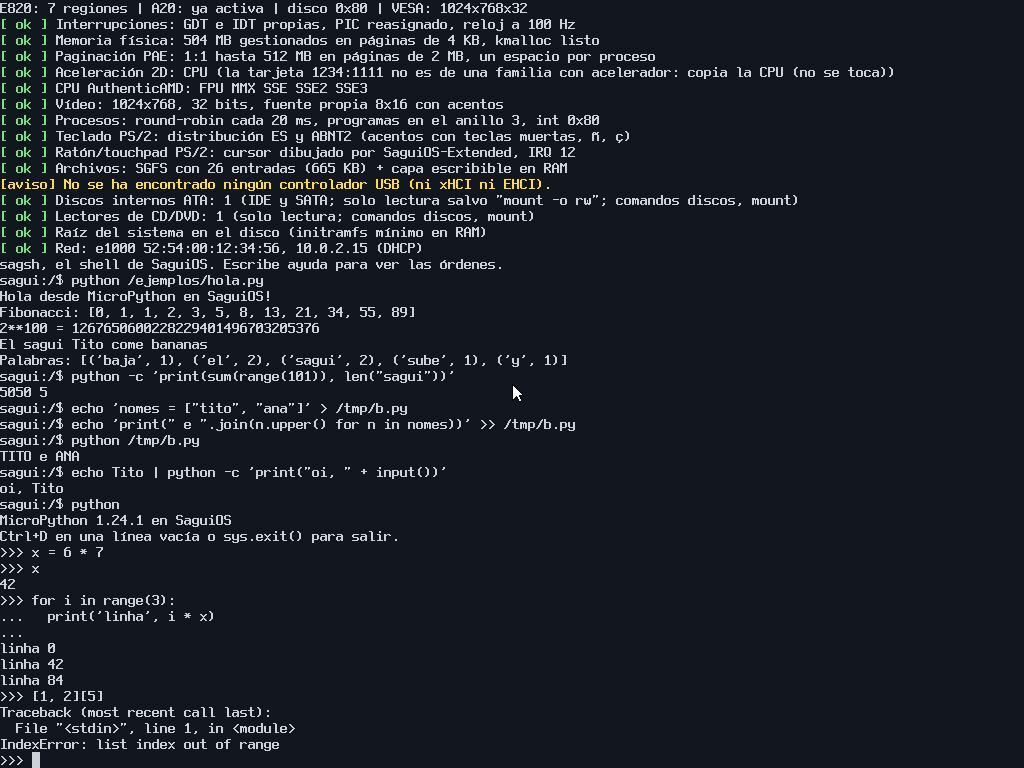 E820: 7 regiones | A20: ya activa | disco 0x80 | VESA: 1024x768x32
[ ok ] Interrupciones: GDT e IDT propias, PIC reasignado, reloj a 100 Hz
[ ok ] Memoria física: 504 MB gestionados en páginas de 4 KB, kmalloc listo
[ ok ] Paginación PAE: 1:1 hasta 512 MB en páginas de 2 MB, un espacio por proceso
[ ok ] Aceleración 2D: CPU (la tarjeta 1234:1111 no es de una familia con acelerador: copia la CPU (no se toca))
[ ok ] CPU AuthenticAMD: FPU MMX SSE SSE2 SSE3
[ ok ] Vídeo: 1024x768, 32 bits, fuente propia 8x16 con acentos
[ ok ] Procesos: round-robin cada 20 ms, programas en el anillo 3, int 0x80
[ ok ] Teclado PS/2: distribución ES y ABNT2 (acentos con teclas muertas, ñ, ç)
[ ok ] Ratón/touchpad PS/2: cursor dibujado por SaguiOS-Extended, IRQ 12
[ ok ] Archivos: SGFS con 26 entradas (665 KB) + capa escribible en RAM
[aviso] No se ha encontrado ningún controlador USB (ni xHCI ni EHCI).
[ ok ] Discos internos ATA: 1 (IDE y SATA; solo lectura salvo "mount -o rw"; comandos discos, mount)
[ ok ] Lectores de CD/DVD: 1 (solo lectura; comandos discos, mount)
[ ok ] Raíz del sistema en el disco (initramfs mínimo en RAM)
[ ok ] Red: e1000 52:54:00:12:34:56, 10.0.2.15 (DHCP)
sagsh, el shell de SaguiOS. Escribe ayuda para ver las órdenes.
sagui:/$ python /ejemplos/hola.py
Hola desde MicroPython en SaguiOS!
Fibonacci: [0, 1, 1, 2, 3, 5, 8, 13, 21, 34, 55, 89]
2**100 = 1267650600228229401496703205376
El sagui Tito come bananas
Palabras: [('baja', 1), ('el', 2), ('sagui', 2), ('sube', 1), ('y', 1)]
sagui:/$ python -c 'print(sum(range(101)), len("sagui"))'
5050 5
sagui:/$ echo 'nomes = ["tito", "ana"]' > /tmp/b.py
sagui:/$ echo 'print(" e ".join(n.upper() for n in nomes))' >> /tmp/b.py
sagui:/$ python /tmp/b.py
TITO e ANA
sagui:/$ echo Tito | python -c 'print("oi, " + input())'
oi, Tito
sagui:/$ python
MicroPython 1.24.1 en SaguiOS
Ctrl+D en una línea vacía o sys.exit() para salir.
>>> x = 6 * 7
>>> x
42
>>> for i in range(3):
...   print('linha', i * x)
...
linha 0
linha 42
linha 84
>>> [1, 2][5]
Traceback (most recent call last):
  File "<stdin>", line 1, in <module>
IndexError: list index out of range
>>>